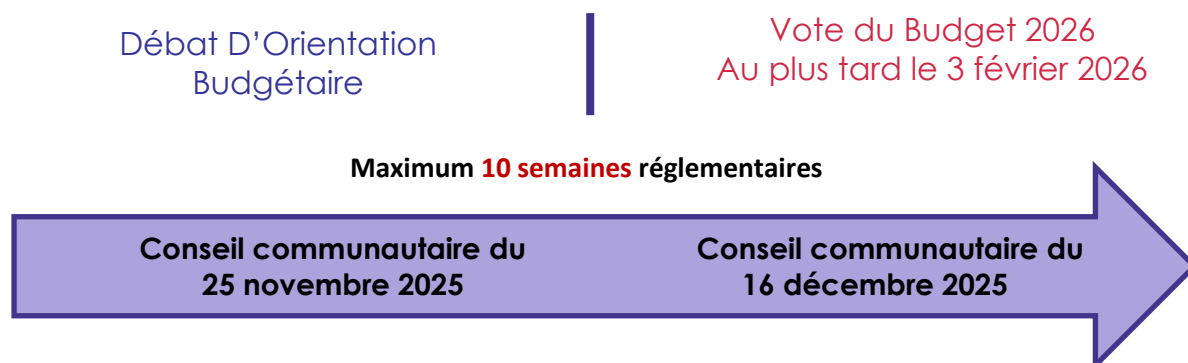 Débat D'Orientation
Budgétaire
Vote du Budget 2026
Au plus tard le 3 février 2026
Maximum 10 semaines réglementaires
Conseil communautaire du
25 novembre 2025
Conseil communautaire du
16 décembre 2025